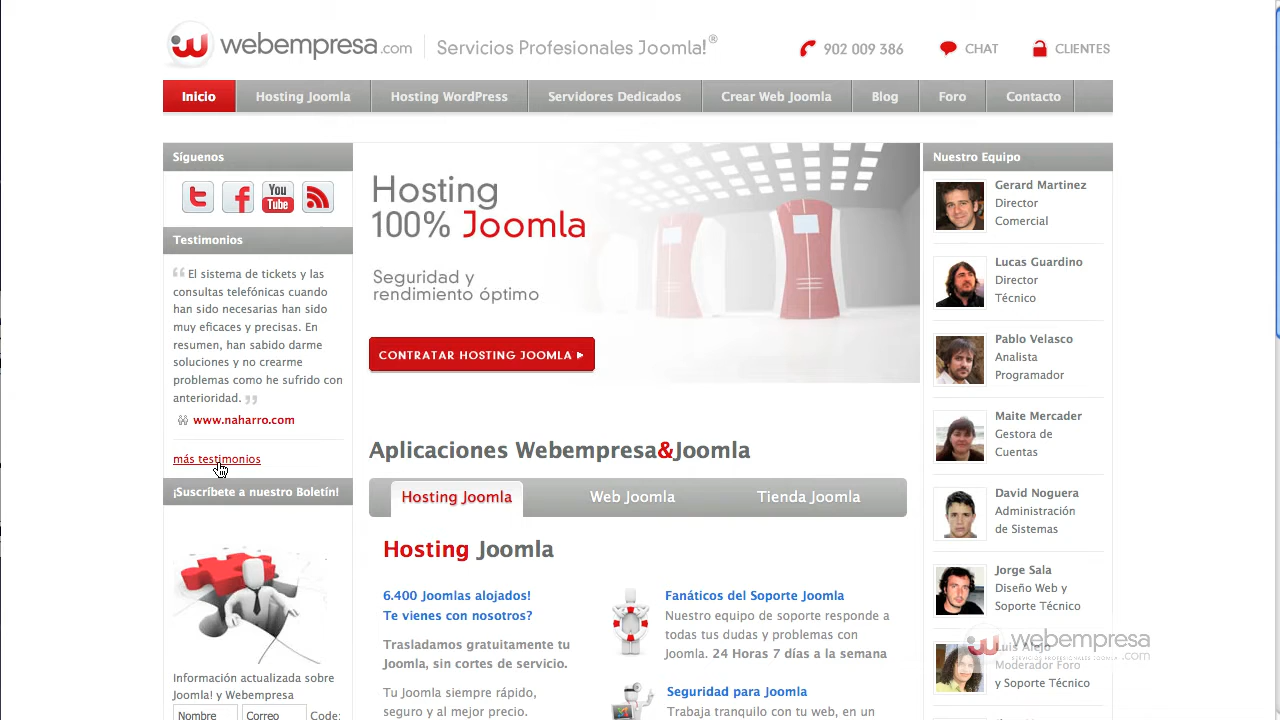 webempresa.com
Servicios Profesionales Joomla!®
902 009 386
CHAT
CLIENTES
Inicio
Hosting Joomla
Hosting WordPress
Servidores Dedicados
Crear Web Joomla
Blog
Foro
Contacto
Síguenos
You
Tube
Testimonios
“ El sistema de tickets y las
consultas telefónicas cuando
han sido necesarias han sido
muy eficaces y precisas. En
resumen, han sabido darme
soluciones y no crearme
problemas como he sufrido con
anterioridad. ”
www.naharro.com
más testimonios
¡Suscríbete a nuestro Boletín!
Información actualizada sobre
Joomla! y Webempresa
Nombre
Correo
Code:
Hosting
100% Joomla
Seguridad y
rendimiento óptimo
CONTRATAR HOSTING JOOMLA
Aplicaciones Webempresa&Joomla
Hosting Joomla
Web Joomla
Tienda Joomla
Hosting Joomla
6.400 Joomlas alojados!
Te vienes con nosotros?
Trasladamos gratuitamente tu
Joomla, sin cortes de servicio.
Tu Joomla siempre rápido,
seguro y al mejor precio.
Fanáticos del Soporte Joomla
Nuestro equipo de soporte responde a
todas tus dudas y problemas con
Joomla. 24 Horas 7 días a la semana
Seguridad para Joomla
Trabaja tranquilo con tu web, en un
Nuestro Equipo
Gerard Martinez
Director
Comercial
Lucas Guardino
Director
Técnico
Pablo Velasco
Analista
Programador
Maite Mercader
Gestora de
Cuentas
David Noguera
Administración
de Sistemas
Jorge Sala
Diseño Web y
Soporte Técnico
Luis Alejo
Moderador Foro
y Soporte Técnico
webempresa
SERVICIOS PROFESIONALES JOOMLA
.com